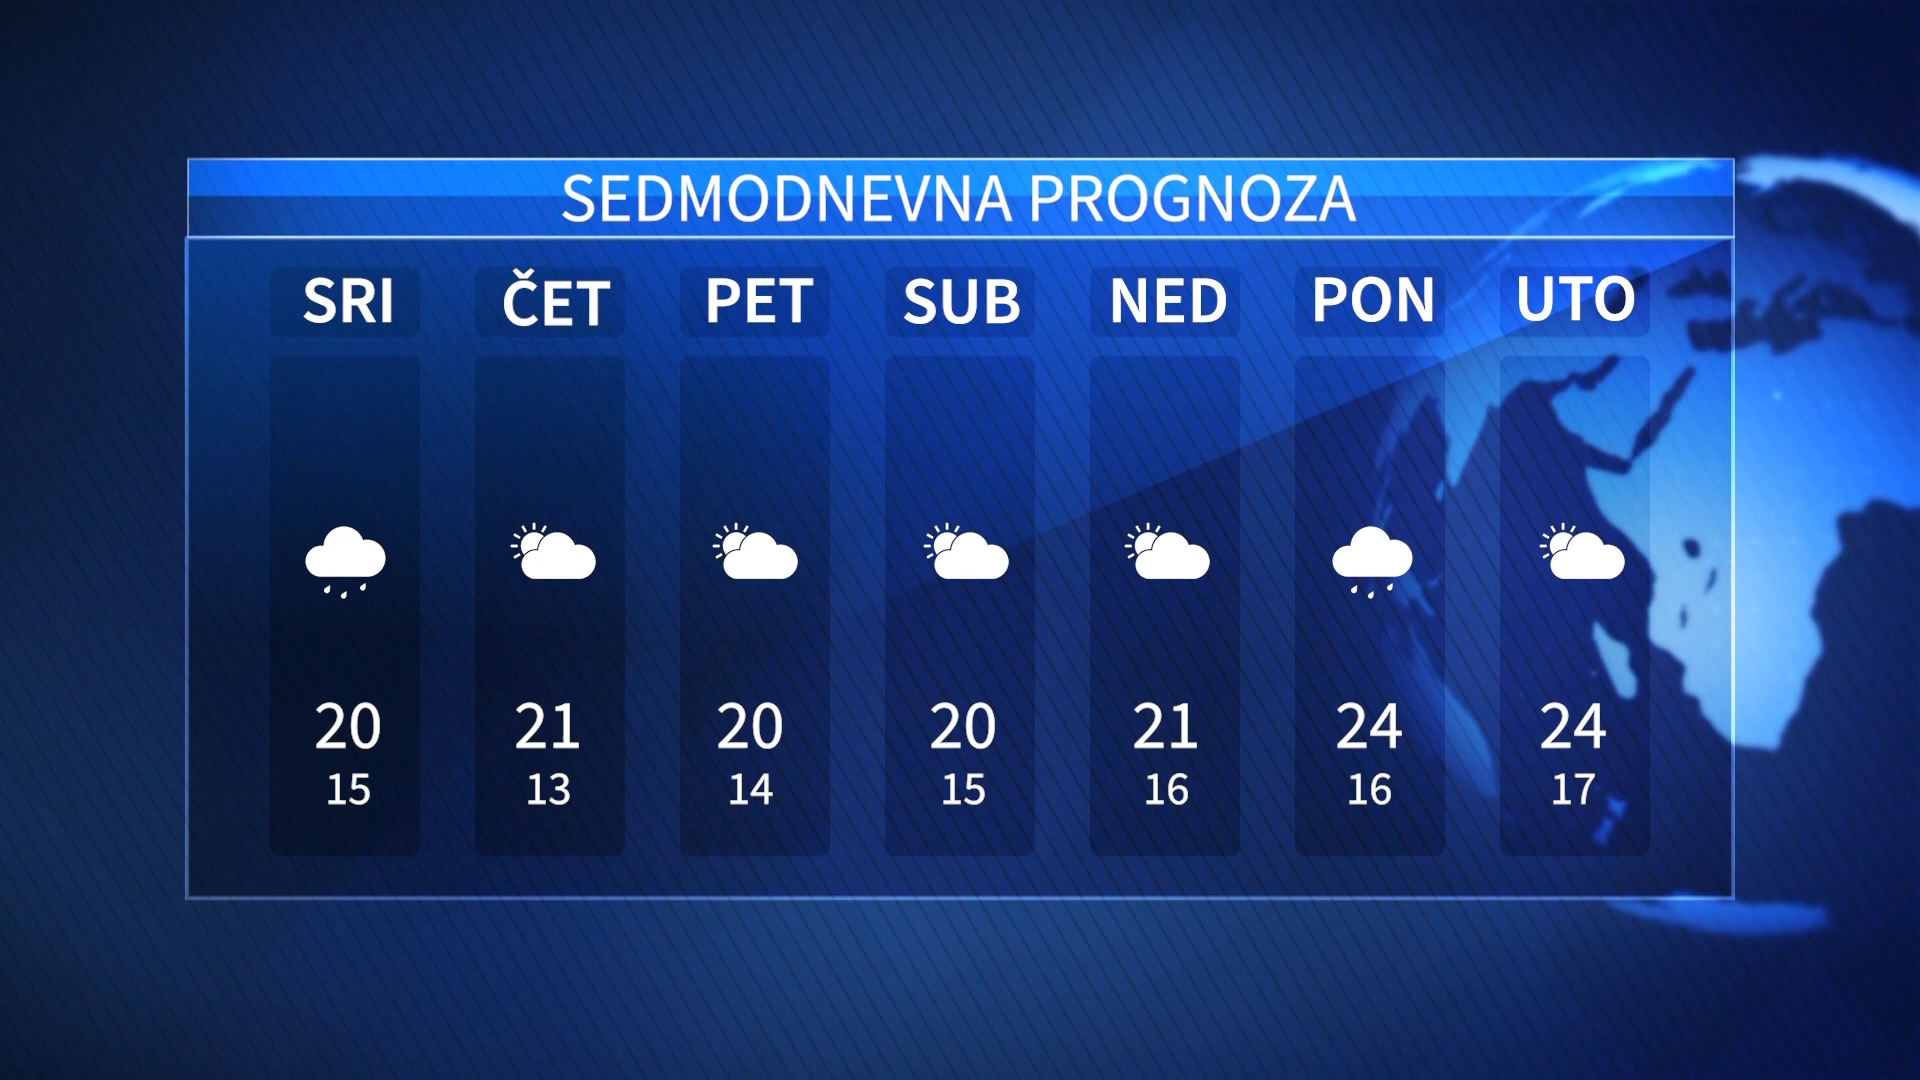 SEDMODNEVNA PROGNOZA
SRI ČET PET SUB NED PON UTO
20 21 20 20 21 24 24
15 13 14 15 16 16 17